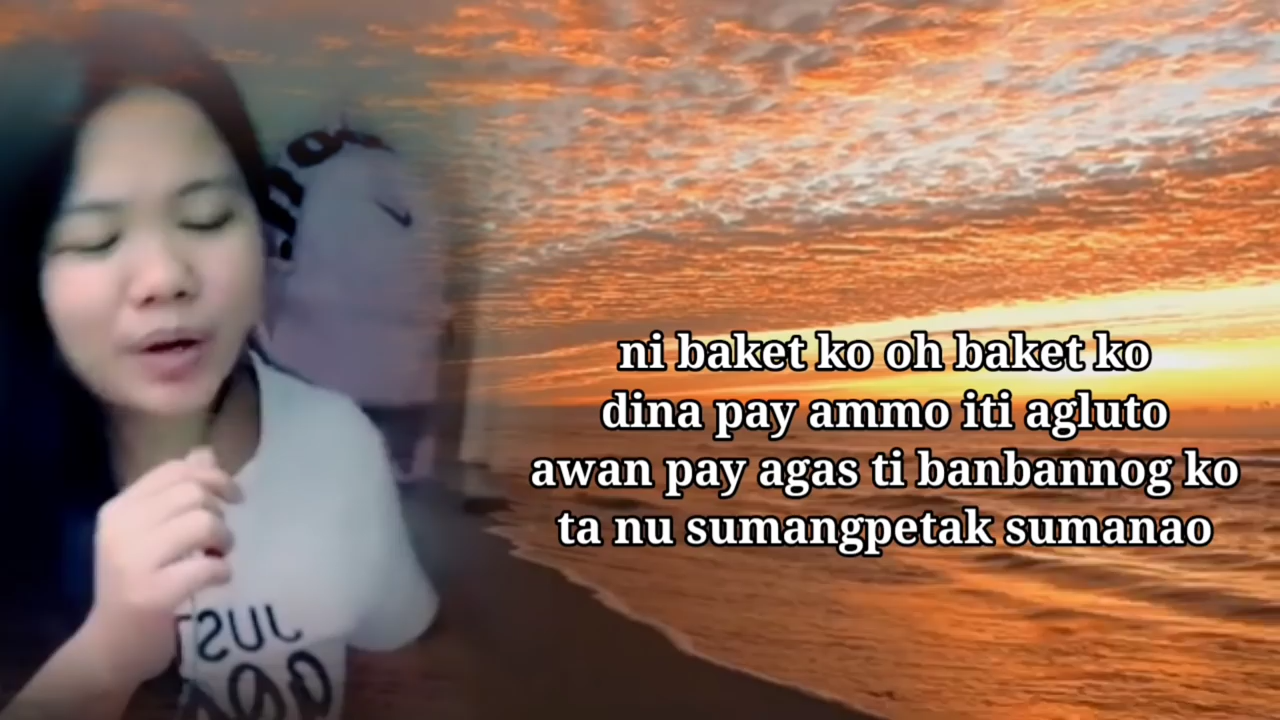 ni baket ko oh baket ko
dina pay ammo iti agluto
awan pay agas ti banbannog ko
ta nu sumangpetak sumanao
JUST